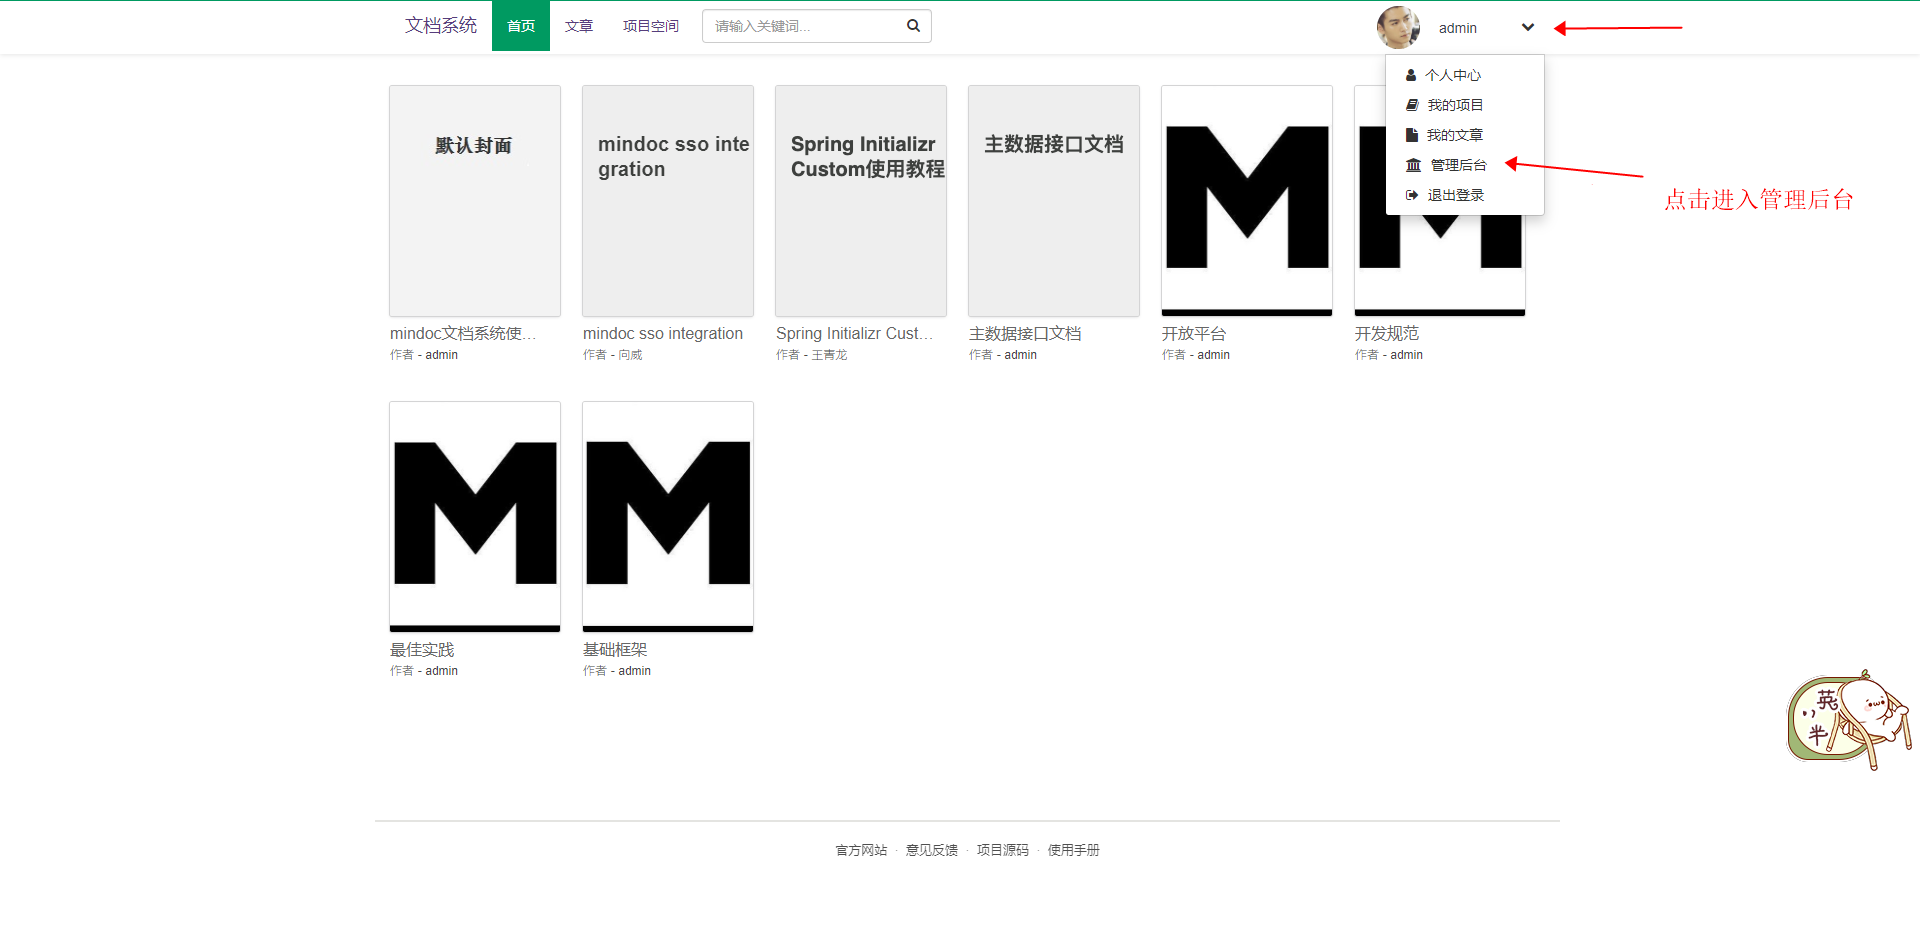 文档系统
首页
文章
项目空间
请输入关键词...
admin
个人中心
我的项目
我的文章
管理后台
退出登录
点击进入管理后台
默认封面
mindoc sso inte
gration
Spring Initializr
Custom使用教程
主数据接口文档
M
M
mindoc文档系统使...
作者 - admin
mindoc sso integration
作者 - 向威
Spring Initializr Cust...
作者 - 王青龙
主数据接口文档
作者 - admin
开放平台
作者 - admin
开发规范
作者 - admin
M
M
最佳实践
作者 - admin
基础框架
作者 - admin
英
半
官方网站 · 意见反馈 · 项目源码 · 使用手册